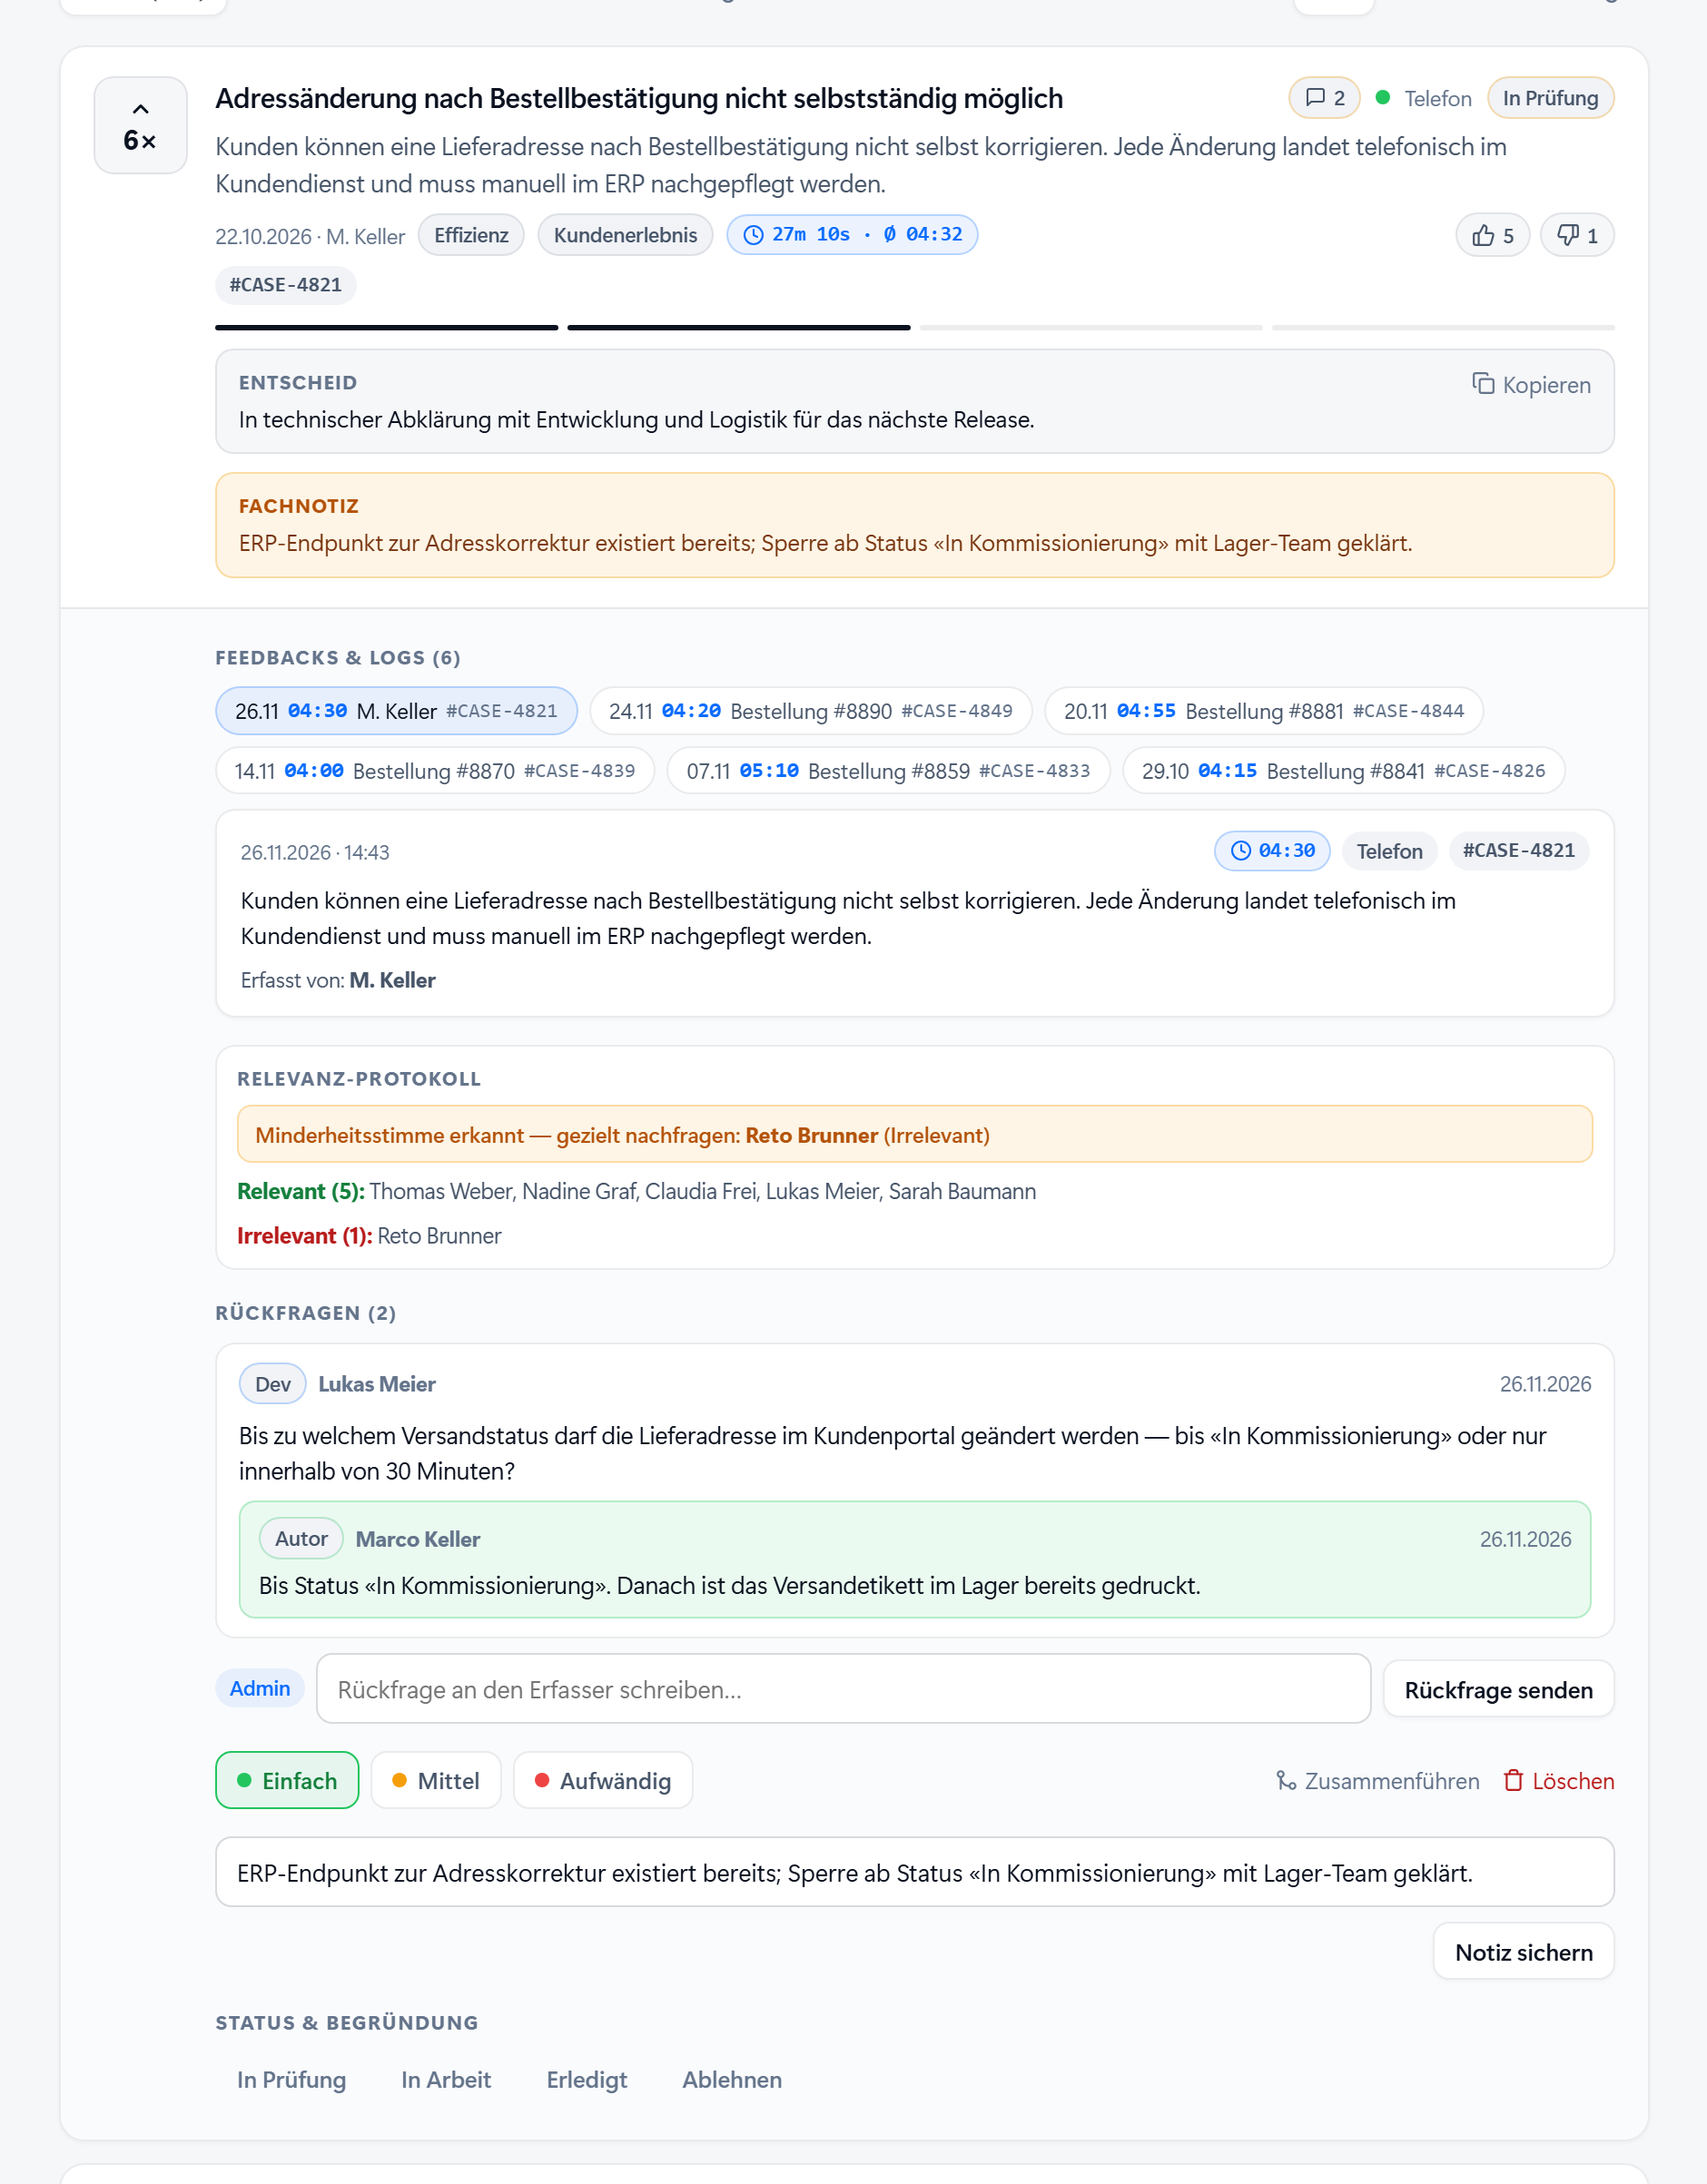 Adressänderung nach Bestellbestätigung nicht selbstständig möglich
2
Telefon
In Prüfung
6×
Kunden können eine Lieferadresse nach Bestellbestätigung nicht selbst korrigieren. Jede Änderung landet telefonisch im
Kundendienst und muss manuell im ERP nachgepflegt werden.
22.10.2026 · M. Keller
Effizienz
Kundenerlebnis
27m 10s · Ø 04:32
5
1
#CASE-4821
ENTSCHEID
Kopieren
In technischer Abklärung mit Entwicklung und Logistik für das nächste Release.
FACHNOTIZ
ERP-Endpunkt zur Adresskorrektur existiert bereits; Sperre ab Status «In Kommissionierung» mit Lager-Team geklärt.
FEEDBACKS & LOGS (6)
26.11 04:30 M. Keller #CASE-4821
24.11 04:20 Bestellung #8890 #CASE-4849
20.11 04:55 Bestellung #8881 #CASE-4844
14.11 04:00 Bestellung #8870 #CASE-4839
07.11 05:10 Bestellung #8859 #CASE-4833
29.10 04:15 Bestellung #8841 #CASE-4826
26.11.2026 · 14:43
04:30
Telefon
#CASE-4821
Kunden können eine Lieferadresse nach Bestellbestätigung nicht selbst korrigieren. Jede Änderung landet telefonisch im
Kundendienst und muss manuell im ERP nachgepflegt werden.
Erfasst von: M. Keller
RELEVANZ-PROTOKOLL
Minderheitsstimme erkannt — gezielt nachfragen: Reto Brunner (Irrelevant)
Relevant (5): Thomas Weber, Nadine Graf, Claudia Frei, Lukas Meier, Sarah Baumann
Irrelevant (1): Reto Brunner
RÜCKFRAGEN (2)
Dev
Lukas Meier
26.11.2026
Bis zu welchem Versandstatus darf die Lieferadresse im Kundenportal geändert werden — bis «In Kommissionierung» oder nur
innerhalb von 30 Minuten?
Autor
Marco Keller
26.11.2026
Bis Status «In Kommissionierung». Danach ist das Versandetikett im Lager bereits gedruckt.
Admin
Rückfrage an den Erfasser schreiben...
Rückfrage senden
Einfach
Mittel
Aufwändig
Zusammenführen
Löschen
ERP-Endpunkt zur Adresskorrektur existiert bereits; Sperre ab Status «In Kommissionierung» mit Lager-Team geklärt.
Notiz sichern
STATUS & BEGRÜNDUNG
In Prüfung
In Arbeit
Erledigt
Ablehnen